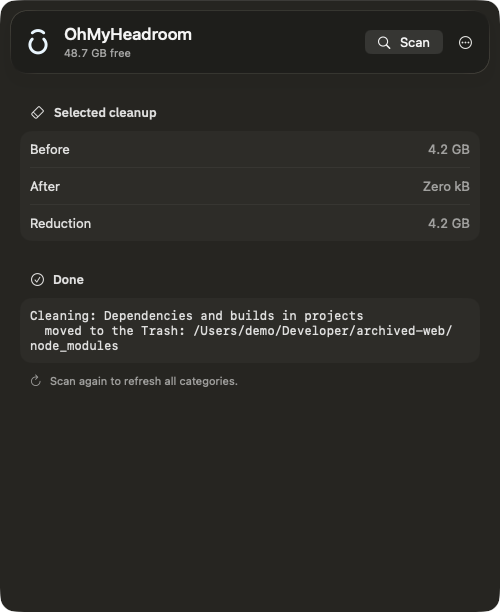 OhMyHeadroom
48.7 GB free
Scan
Selected cleanup
Before 4.2 GB
After Zero kB
Reduction 4.2 GB
Done
Cleaning: Dependencies and builds in projects
  moved to the Trash: /Users/demo/Developer/archived-web/
node_modules
Scan again to refresh all categories.